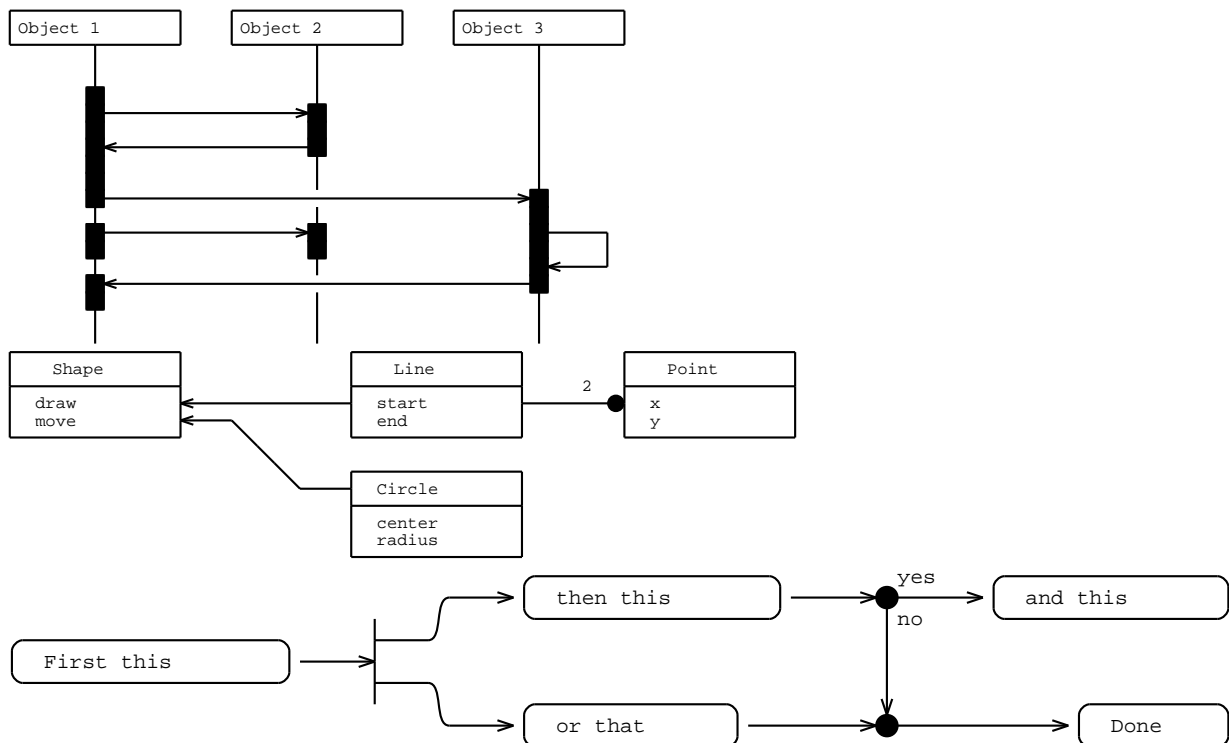 Object 1
Object 2
Object 3
Shape
draw
move
Line
start
end
2
Point
x
y
Circle
center
radius
First this
then this
yes
no
and this
or that
Done